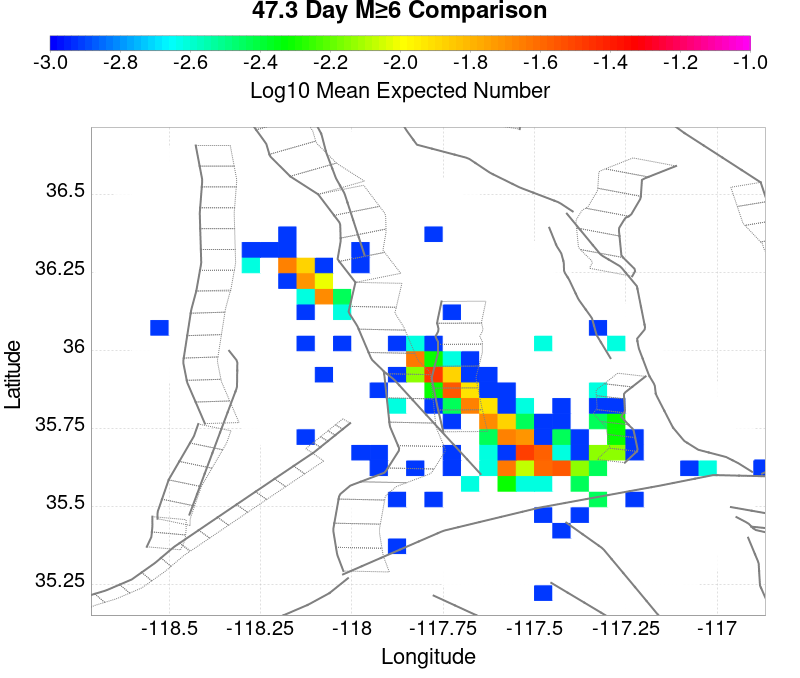 47.3 Day M≥6 Comparison
-3.0 -2.8 -2.6 -2.4 -2.2 -2.0 -1.8 -1.6 -1.4 -1.2 -1.0
Log10 Mean Expected Number
36.5
36.25
36
35.75
35.5
35.25
Latitude
-118.5 -118.25 -118 -117.75 -117.5 -117.25 -117
Longitude